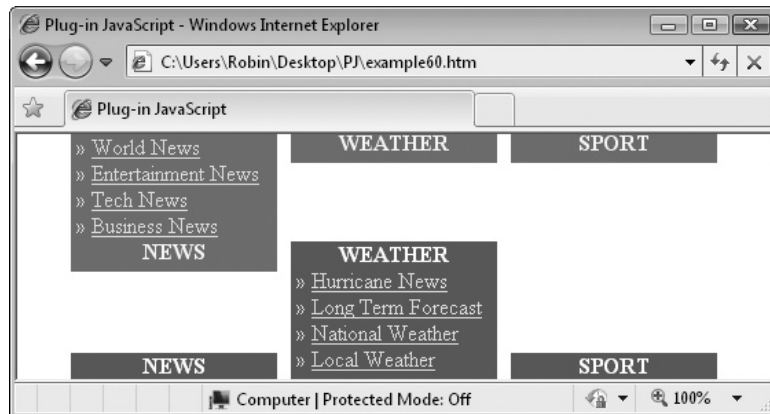 Plug-in JavaScript - Windows Internet Explorer
C:\Users\Robin\Desktop\PJ\example60.htm
Plug-in JavaScript
» World News
» Entertainment News
» Tech News
» Business News
NEWS
WEATHER
SPORT
WEATHER
» Hurricane News
» Long Term Forecast
» National Weather
» Local Weather
NEWS
SPORT
Computer | Protected Mode: Off
100%